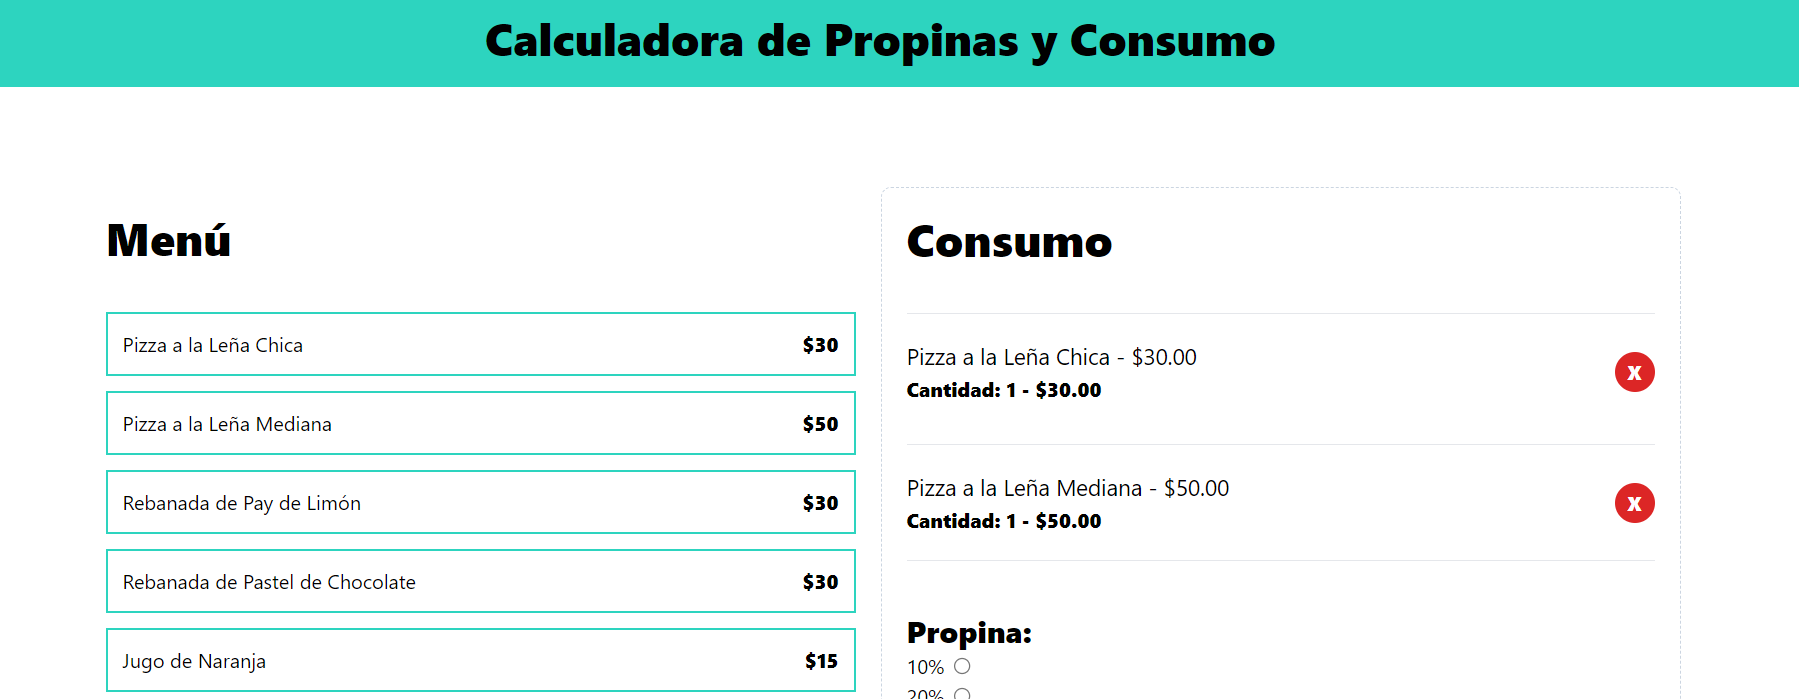 Calculadora de Propinas y Consumo
Menú
Pizza a la Leña Chica $30
Pizza a la Leña Mediana $50
Rebanada de Pay de Limón $30
Rebanada de Pastel de Chocolate $30
Jugo de Naranja $15
Consumo
Pizza a la Leña Chica - $30.00
Cantidad: 1 - $30.00
X
Pizza a la Leña Mediana - $50.00
Cantidad: 1 - $50.00
X
Propina:
10%
20%